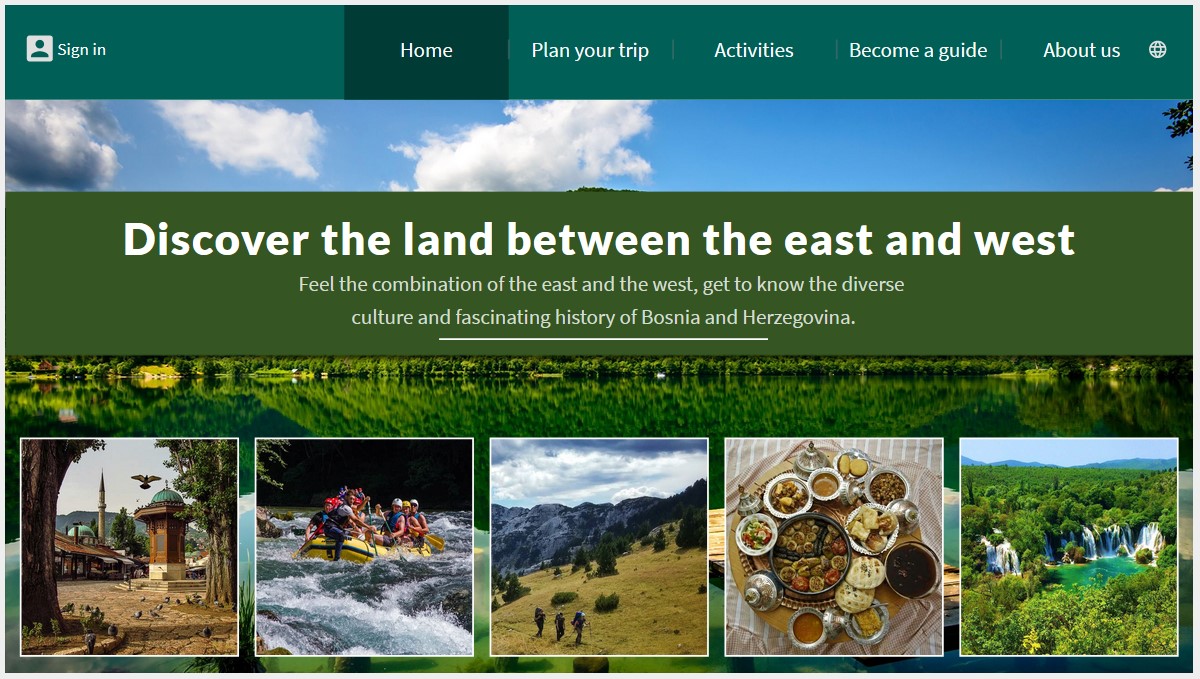 Sign in
Home
Plan your trip
Activities
Become a guide
About us
Discover the land between the east and west
Feel the combination of the east and the west, get to know the diverse
culture and fascinating history of Bosnia and Herzegovina.